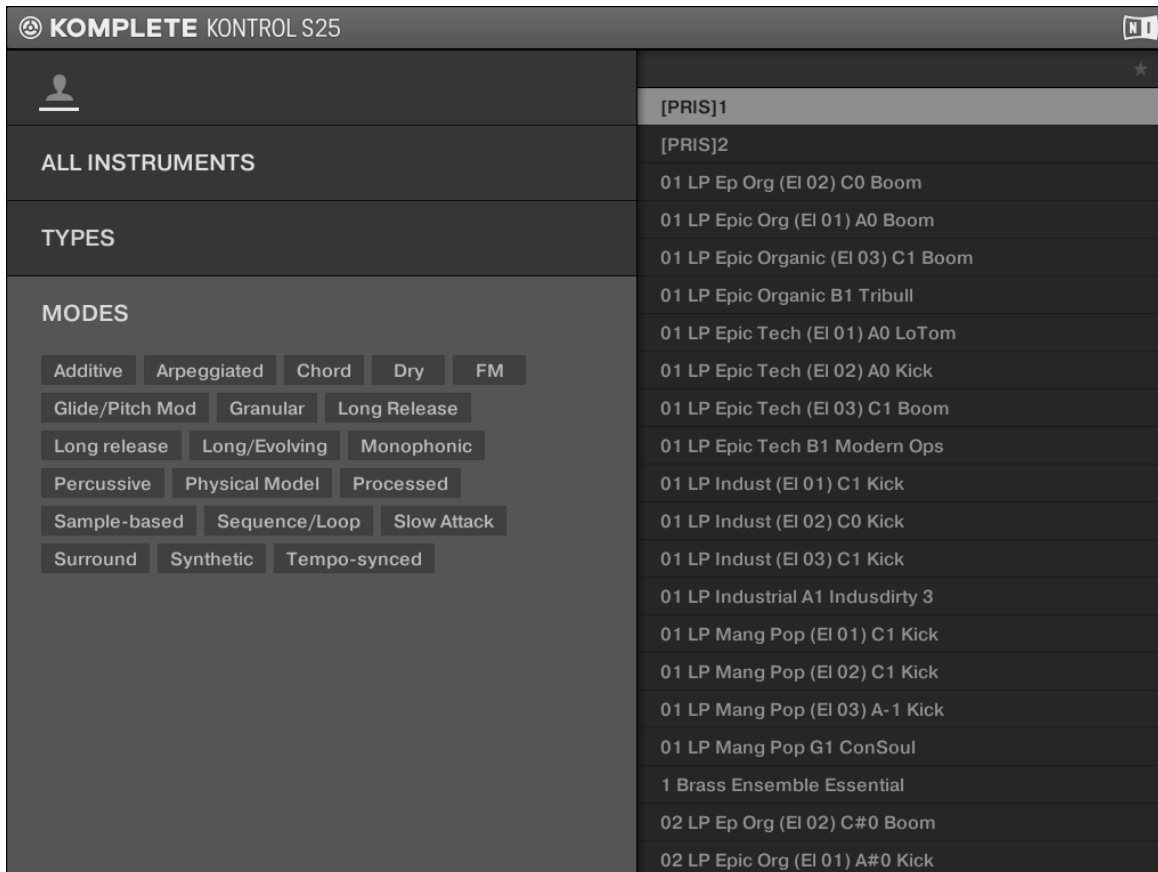 KOMPLETE KONTROL S25
NI
ALL INSTRUMENTS
TYPES
MODES
Additive Arpeggiated Chord Dry FM
Glide/Pitch Mod Granular Long Release
Long release Long/Evolving Monophonic
Percussive Physical Model Processed
Sample-based Sequence/Loop Slow Attack
Surround Synthetic Tempo-synced
[PRIS]1
[PRIS]2
01 LP Ep Org (El 02) C0 Boom
01 LP Epic Org (El 01) A0 Boom
01 LP Epic Organic (El 03) C1 Boom
01 LP Epic Organic B1 Tribull
01 LP Epic Tech (El 01) A0 LoTom
01 LP Epic Tech (El 02) A0 Kick
01 LP Epic Tech (El 03) C1 Boom
01 LP Epic Tech B1 Modern Ops
01 LP Indust (El 01) C1 Kick
01 LP Indust (El 02) C0 Kick
01 LP Indust (El 03) C1 Kick
01 LP Industrial A1 Indusdirty 3
01 LP Mang Pop (El 01) C1 Kick
01 LP Mang Pop (El 02) C1 Kick
01 LP Mang Pop (El 03) A-1 Kick
01 LP Mang Pop G1 ConSoul
1 Brass Ensemble Essential
02 LP Ep Org (El 02) C#0 Boom
02 LP Epic Org (El 01) A#0 Kick